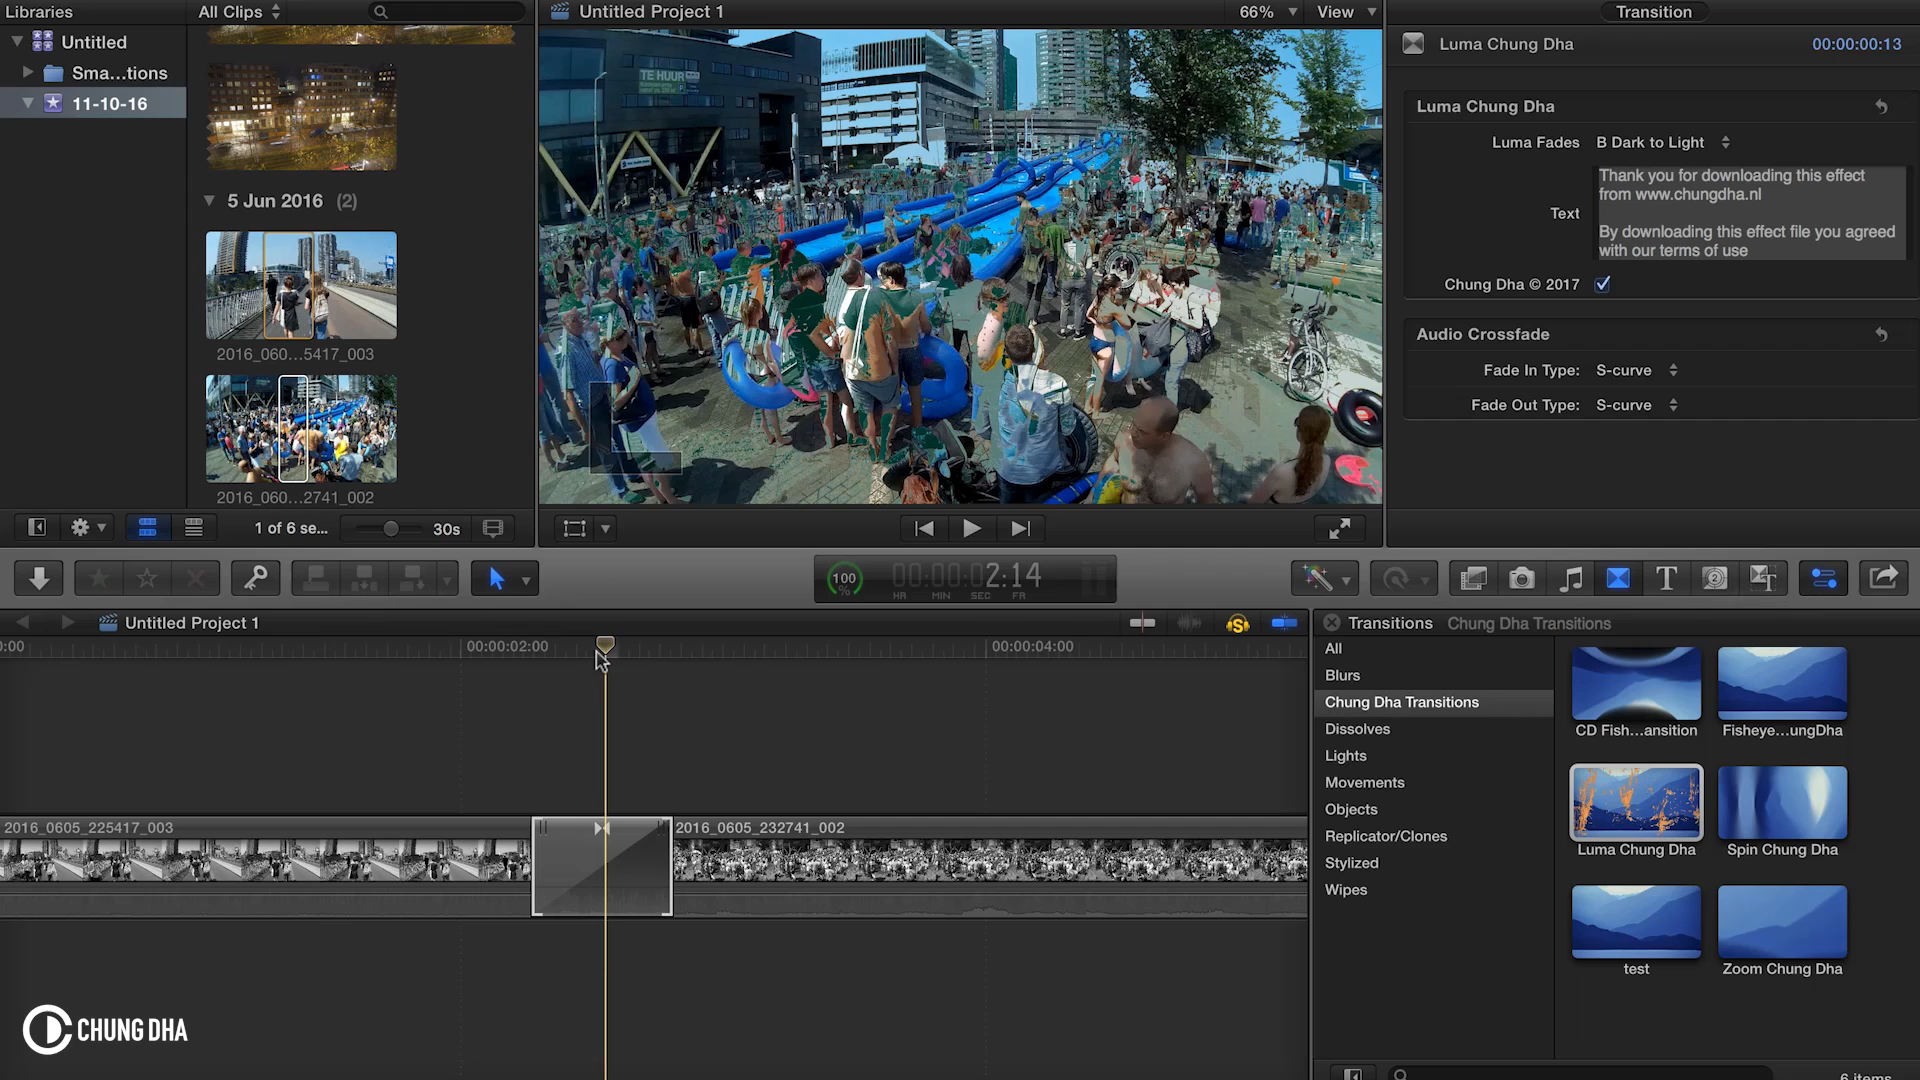 Libraries
All Clips
Untitled Project 1
66%
View
Transition
Untitled
Sma...tions
11-10-16
5 Jun 2016 (2)
2016_060...5417_003
2016_060...2741_002
TE HUUR
Luma Chung Dha
00:00:00:13
Luma Chung Dha
Luma Fades
B Dark to Light
Text
Thank you for downloading this effect
from www.chungdha.nl
By downloading this effect file you agreed
with our terms of use
Chung Dha © 2017
Audio Crossfade
Fade In Type:
S-curve
Fade Out Type:
S-curve
1 of 6 se...
30s
100
%
00:00:02:14
HR MIN SEC FR
Untitled Project 1
0:00
00:00:02:00
00:00:04:00
2016_0605_225417_003
2016_0605_232741_002
Transitions
Chung Dha Transitions
All
Blurs
Chung Dha Transitions
Dissolves
Lights
Movements
Objects
Replicator/Clones
Stylized
Wipes
CD Fish...ansition
Fisheye...ungDha
Luma Chung Dha
Spin Chung Dha
test
Zoom Chung Dha
6 items
CHUNG DHA